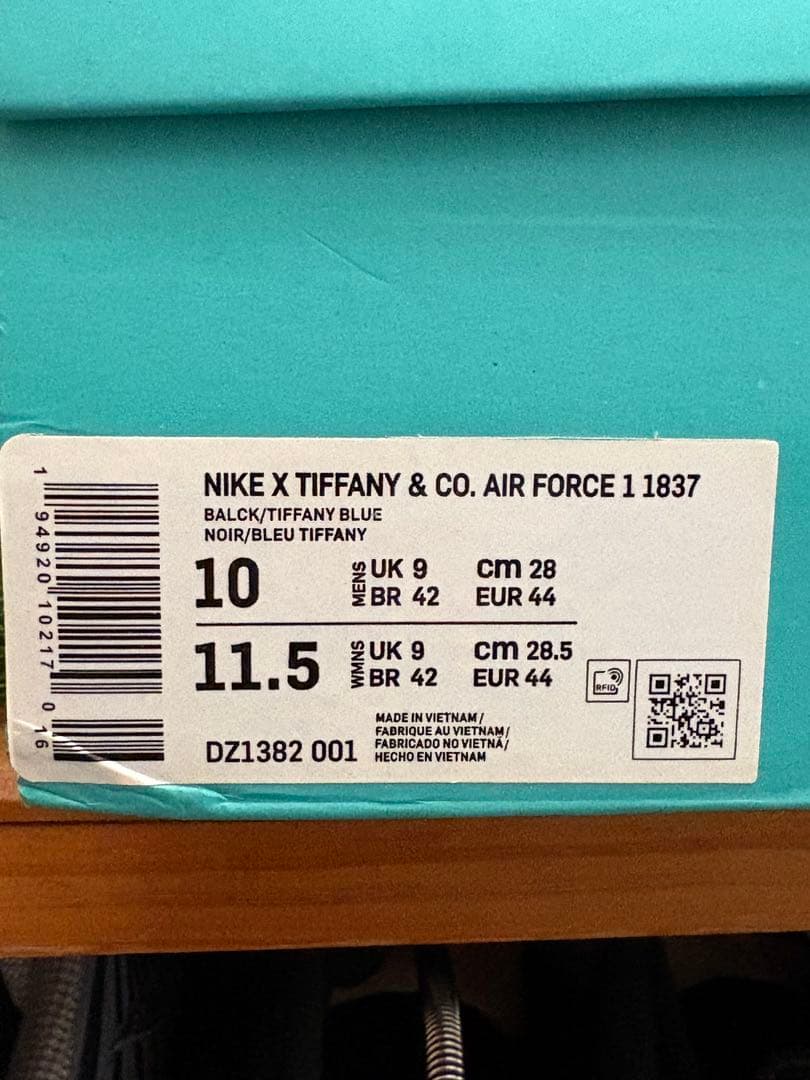 NIKE X TIFFANY & CO. AIR FORCE 1 1837
BALCK/TIFFANY BLUE
NOIR/BLEU TIFFANY
10 MENS UK 9 cm 28
BR 42 EUR 44
11.5 WMNS UK 9 cm 28.5
BR 42 EUR 44
RFID
DZ1382 001
MADE IN VIETNAM/
FABRIQUE AU VIETNAM/
FABRICADO NO VIETNÃ/
HECHO EN VIETNAM
1 94920 10217 0 16